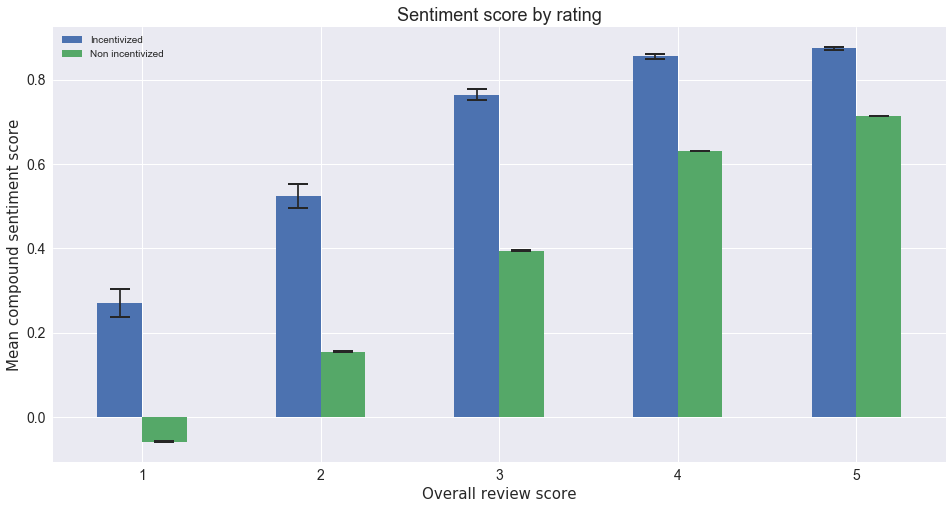 Sentiment score by rating
Incentivized
Non incentivized
Mean compound sentiment score
0.8
0.6
0.4
0.2
0.0
1 2 3 4 5
Overall review score